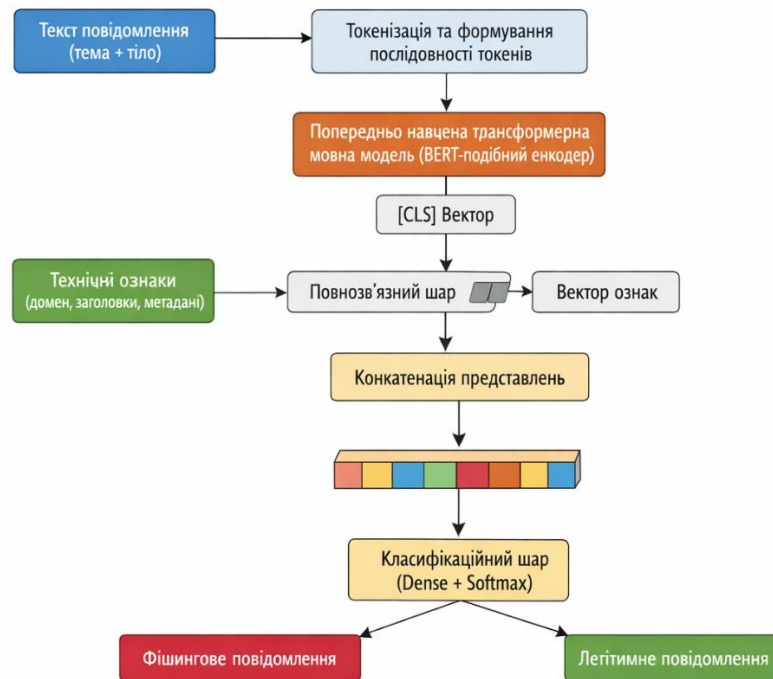 Текст повідомлення
(тема + тіло)
Токенізація та формування
послідовності токенів
Попередньо навчена трансформерна
мовна модель (BERT-подібний енкодер)
[CLS] Вектор
Технічні ознаки
(домен, заголовки, метадані)
Повнозв'язний шар
Вектор ознак
Конкатенація представлень
Класифікаційний шар
(Dense + Softmax)
Фішингове повідомлення
Легітимне повідомлення